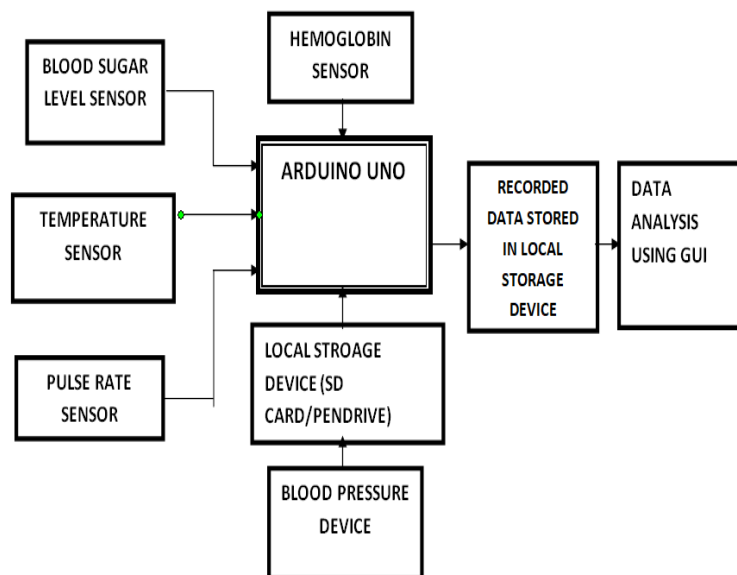 HEMOGLOBIN
SENSOR
BLOOD SUGAR
LEVEL SENSOR
ARDUINO UNO
TEMPERATURE
SENSOR
RECORDED
DATA STORED
IN LOCAL
STORAGE
DEVICE
DATA
ANALYSIS
USING GUI
PULSE RATE
SENSOR
LOCAL STROAGE
DEVICE (SD
CARD/PENDRIVE)
BLOOD PRESSURE
DEVICE